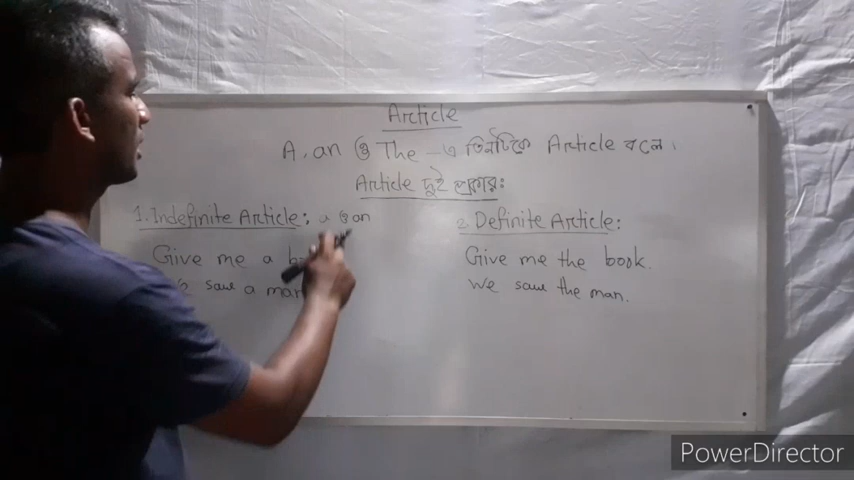 Article
A, an ও The -এ তিনটিকে Article বলে।
Article দুই প্রকার:
1. Indefinite Article: a ও an
Give me a
saw a man
2. Definite Article:
Give me the book.
We saw the man.
PowerDirector